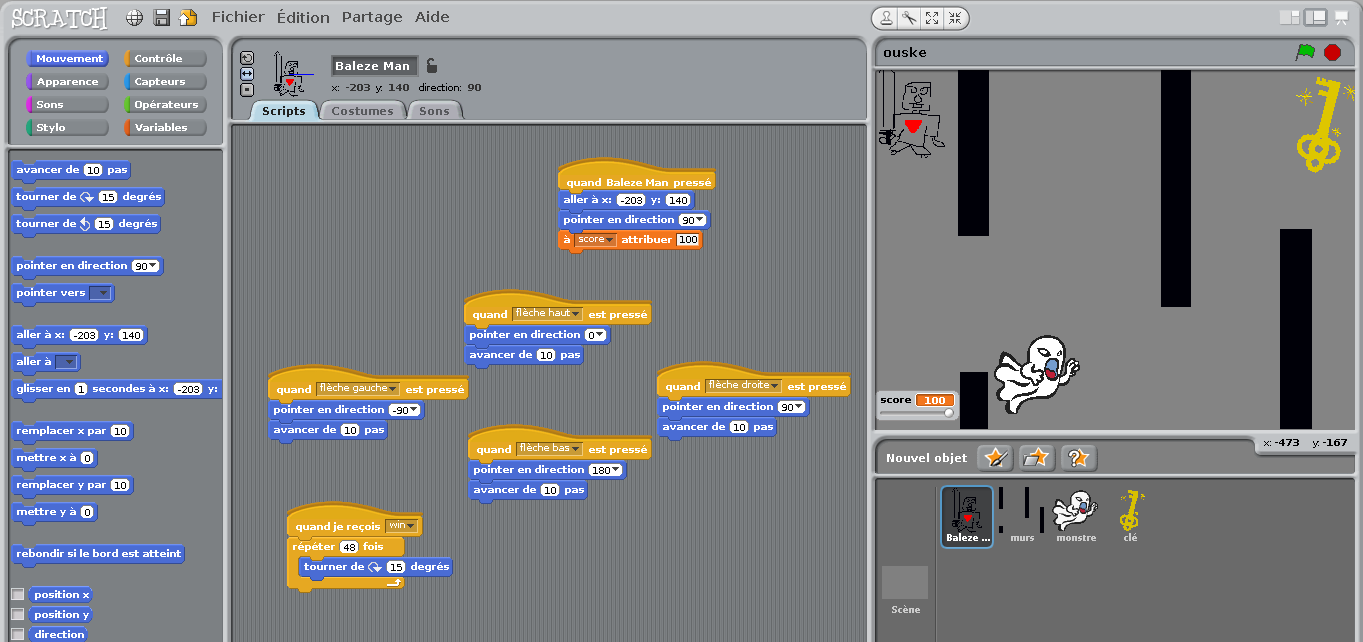 SCRATCH Fichier Édition Partage Aide
Mouvement Contrôle
Apparence Capteurs
Sons Opérateurs
Stylo Variables
avancer de 10 pas
tourner de 15 degrés
tourner de 15 degrés
pointer en direction 90
pointer vers
aller à x: -203 y: 140
aller à
glisser en 1 secondes à x: -203 y:
remplacer x par 10
mettre x à 0
remplacer y par 10
mettre y à 0
rebondir si le bord est atteint
position x
position y
direction
Baleze Man
x: -203 y: 140 direction: 90
Scripts Costumes Sons
quand Baleze Man pressé
aller à x: -203 y: 140
pointer en direction 90
à score attribuer 100
quand flèche haut est pressé
pointer en direction 0
avancer de 10 pas
quand flèche gauche est pressé
pointer en direction -90
avancer de 10 pas
quand flèche droite est pressé
pointer en direction 90
avancer de 10 pas
quand flèche bas est pressé
pointer en direction 180
avancer de 10 pas
quand je reçois win
répéter 48 fois
tourner de 15 degrés
ouske
score 100
x: -473 y: -167
Nouvel objet
Baleze ... murs monstre clé
Scène